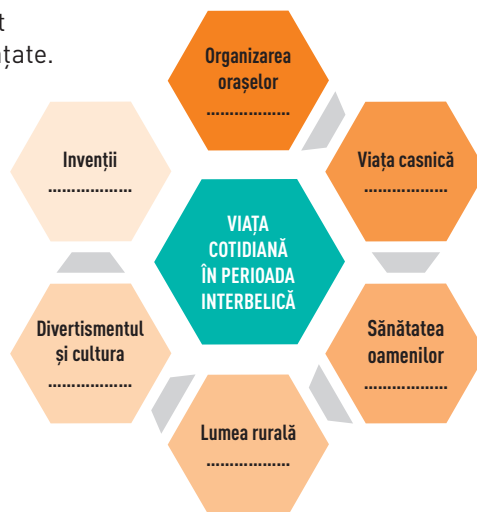 t
țate.
Organizarea
orașelor
...................
Invenții
...................
Viața casnică
...................
VIAȚA
COTIDIANĂ
ÎN PERIOADA
INTERBELICĂ
Divertismentul
și cultura
...................
Sănătatea
oamenilor
...................
Lumea rurală
...................